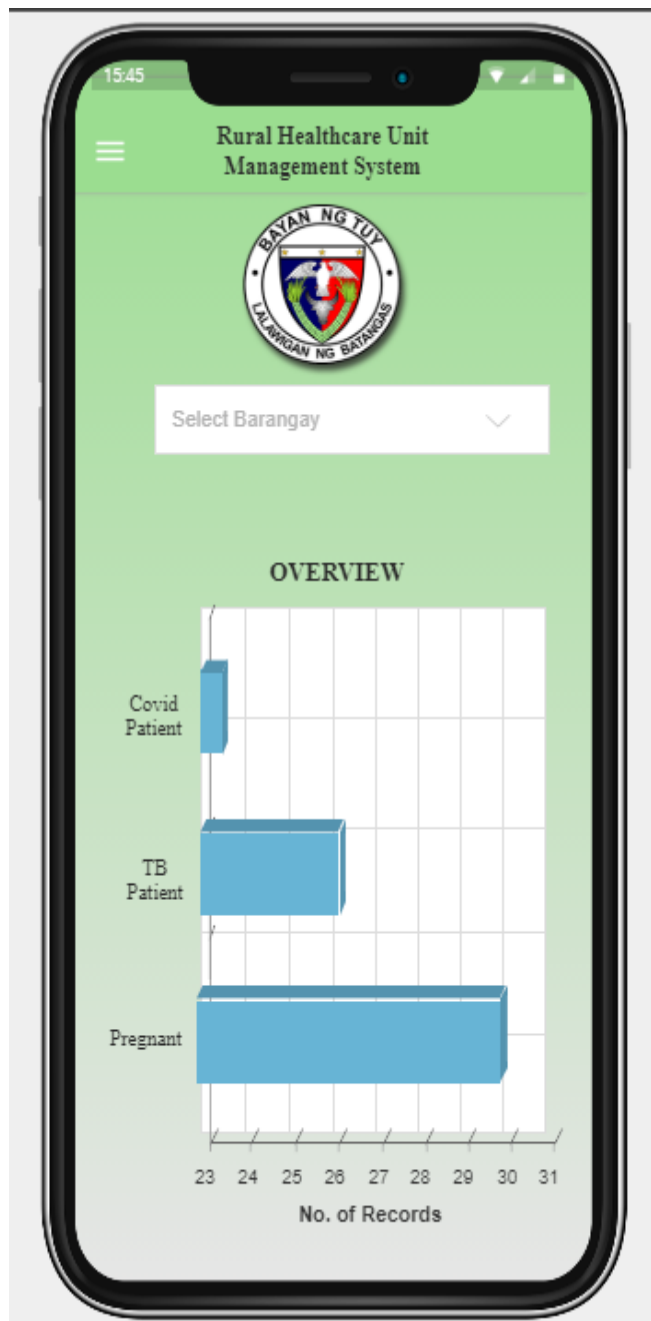 15:45
Rural Healthcare Unit
Management System
BAYAN NG TUY
LALAWIGAN NG BATANGAS
Select Barangay
OVERVIEW
Covid
Patient
TB
Patient
Pregnant
23 24 25 26 27 28 29 30 31
No. of Records